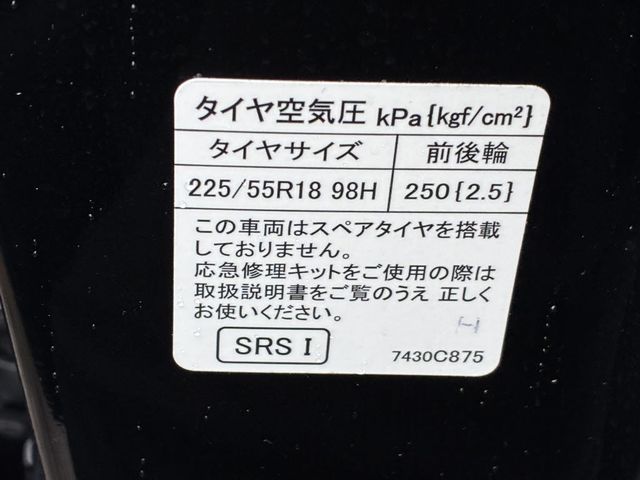 タイヤ空気圧 kPa{kgf/cm²}
タイヤサイズ 前後輪
225/55R18 98H 250{2.5}
この車両はスペアタイヤを搭載
しておりません。
応急修理キットをご使用の際は
取扱説明書をご覧のうえ 正しく
お使いください。
SRS I 7430C875